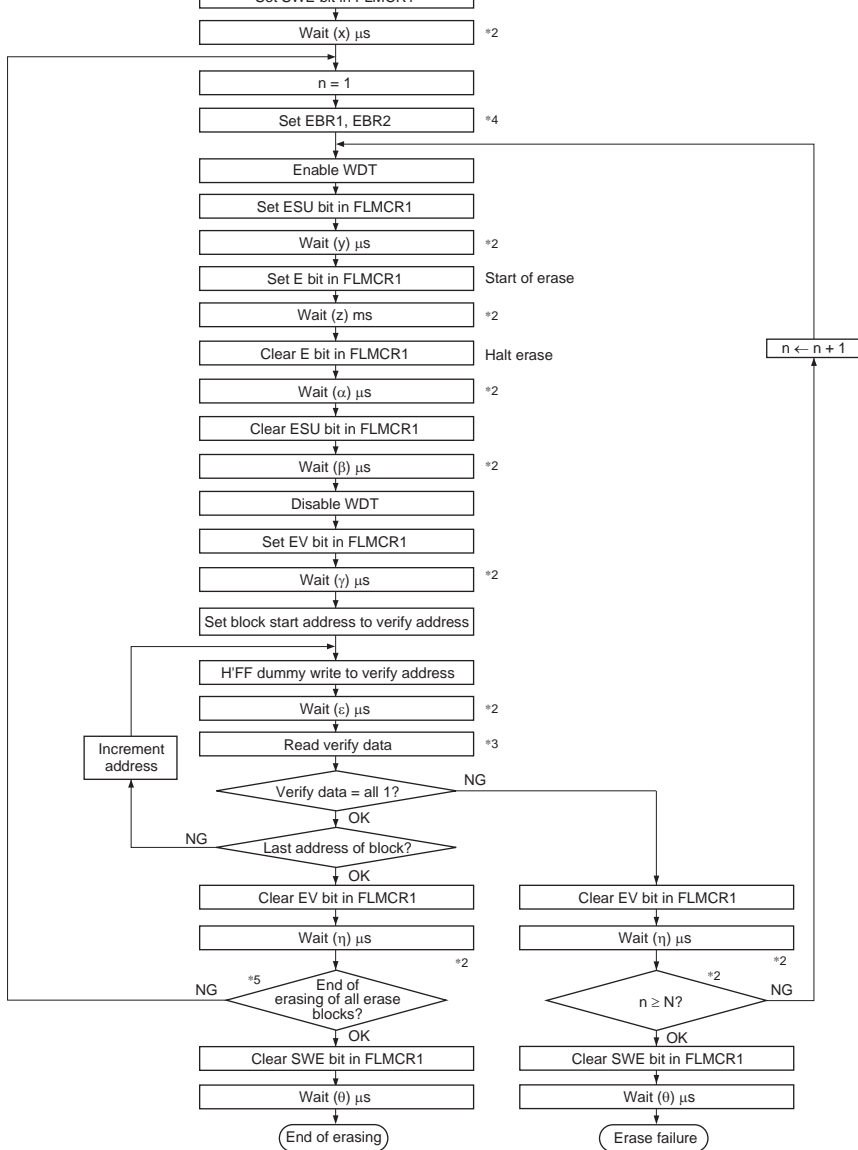 Set SWE bit in FLMCR1
Wait (x) μs *2
n = 1
Set EBR1, EBR2 *4
Enable WDT
Set ESU bit in FLMCR1
Wait (y) μs *2
Set E bit in FLMCR1 Start of erase
Wait (z) ms *2
Clear E bit in FLMCR1 Halt erase
n ← n + 1
Wait (α) μs *2
Clear ESU bit in FLMCR1
Wait (β) μs *2
Disable WDT
Set EV bit in FLMCR1
Wait (γ) μs *2
Set block start address to verify address
H'FF dummy write to verify address
Wait (ε) μs *2
Increment
address
Read verify data *3
Verify data = all 1? NG
OK
NG Last address of block?
OK
Clear EV bit in FLMCR1
Wait (η) μs
*2
NG *5
End of
erasing of all erase
blocks?
OK
Clear SWE bit in FLMCR1
Wait (θ) μs
End of erasing
Clear EV bit in FLMCR1
Wait (η) μs
*2
*2
n ≥ N? NG
OK
Clear SWE bit in FLMCR1
Wait (θ) μs
Erase failure